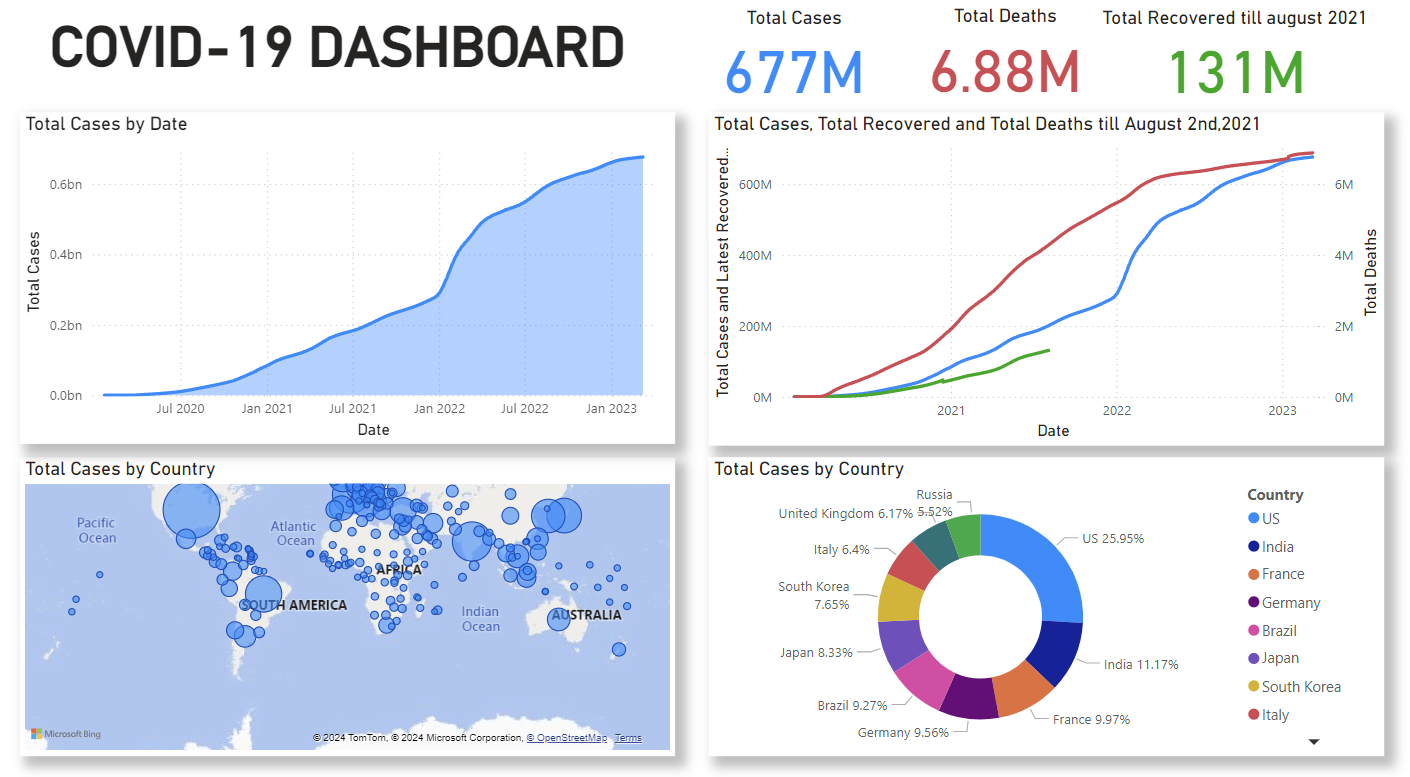 COVID-19 DASHBOARD
Total Cases
677M
Total Deaths
6.88M
Total Recovered till august 2021
131M
Total Cases by Date
Total Cases
0.6bn
0.4bn
0.2bn
0.0bn
Jul 2020
Jan 2021
Jul 2021
Jan 2022
Jul 2022
Jan 2023
Date
Total Cases, Total Recovered and Total Deaths till August 2nd,2021
Total Cases and Latest Recovered...
600M
400M
200M
0M
6M
4M
2M
0M
Total Deaths
2021
2022
2023
Date
Total Cases by Country
Pacific
Ocean
Atlantic
Ocean
AFRICA
SOUTH AMERICA
Indian
Ocean
AUSTRALIA
Microsoft Bing
© 2024 TomTom, © 2024 Microsoft Corporation, © OpenStreetMap Terms
Total Cases by Country
Russia
5.52%
United Kingdom 6.17%
Italy 6.4%
South Korea
7.65%
Japan 8.33%
Brazil 9.27%
Germany 9.56%
France 9.97%
India 11.17%
US 25.95%
Country
US
India
France
Germany
Brazil
Japan
South Korea
Italy